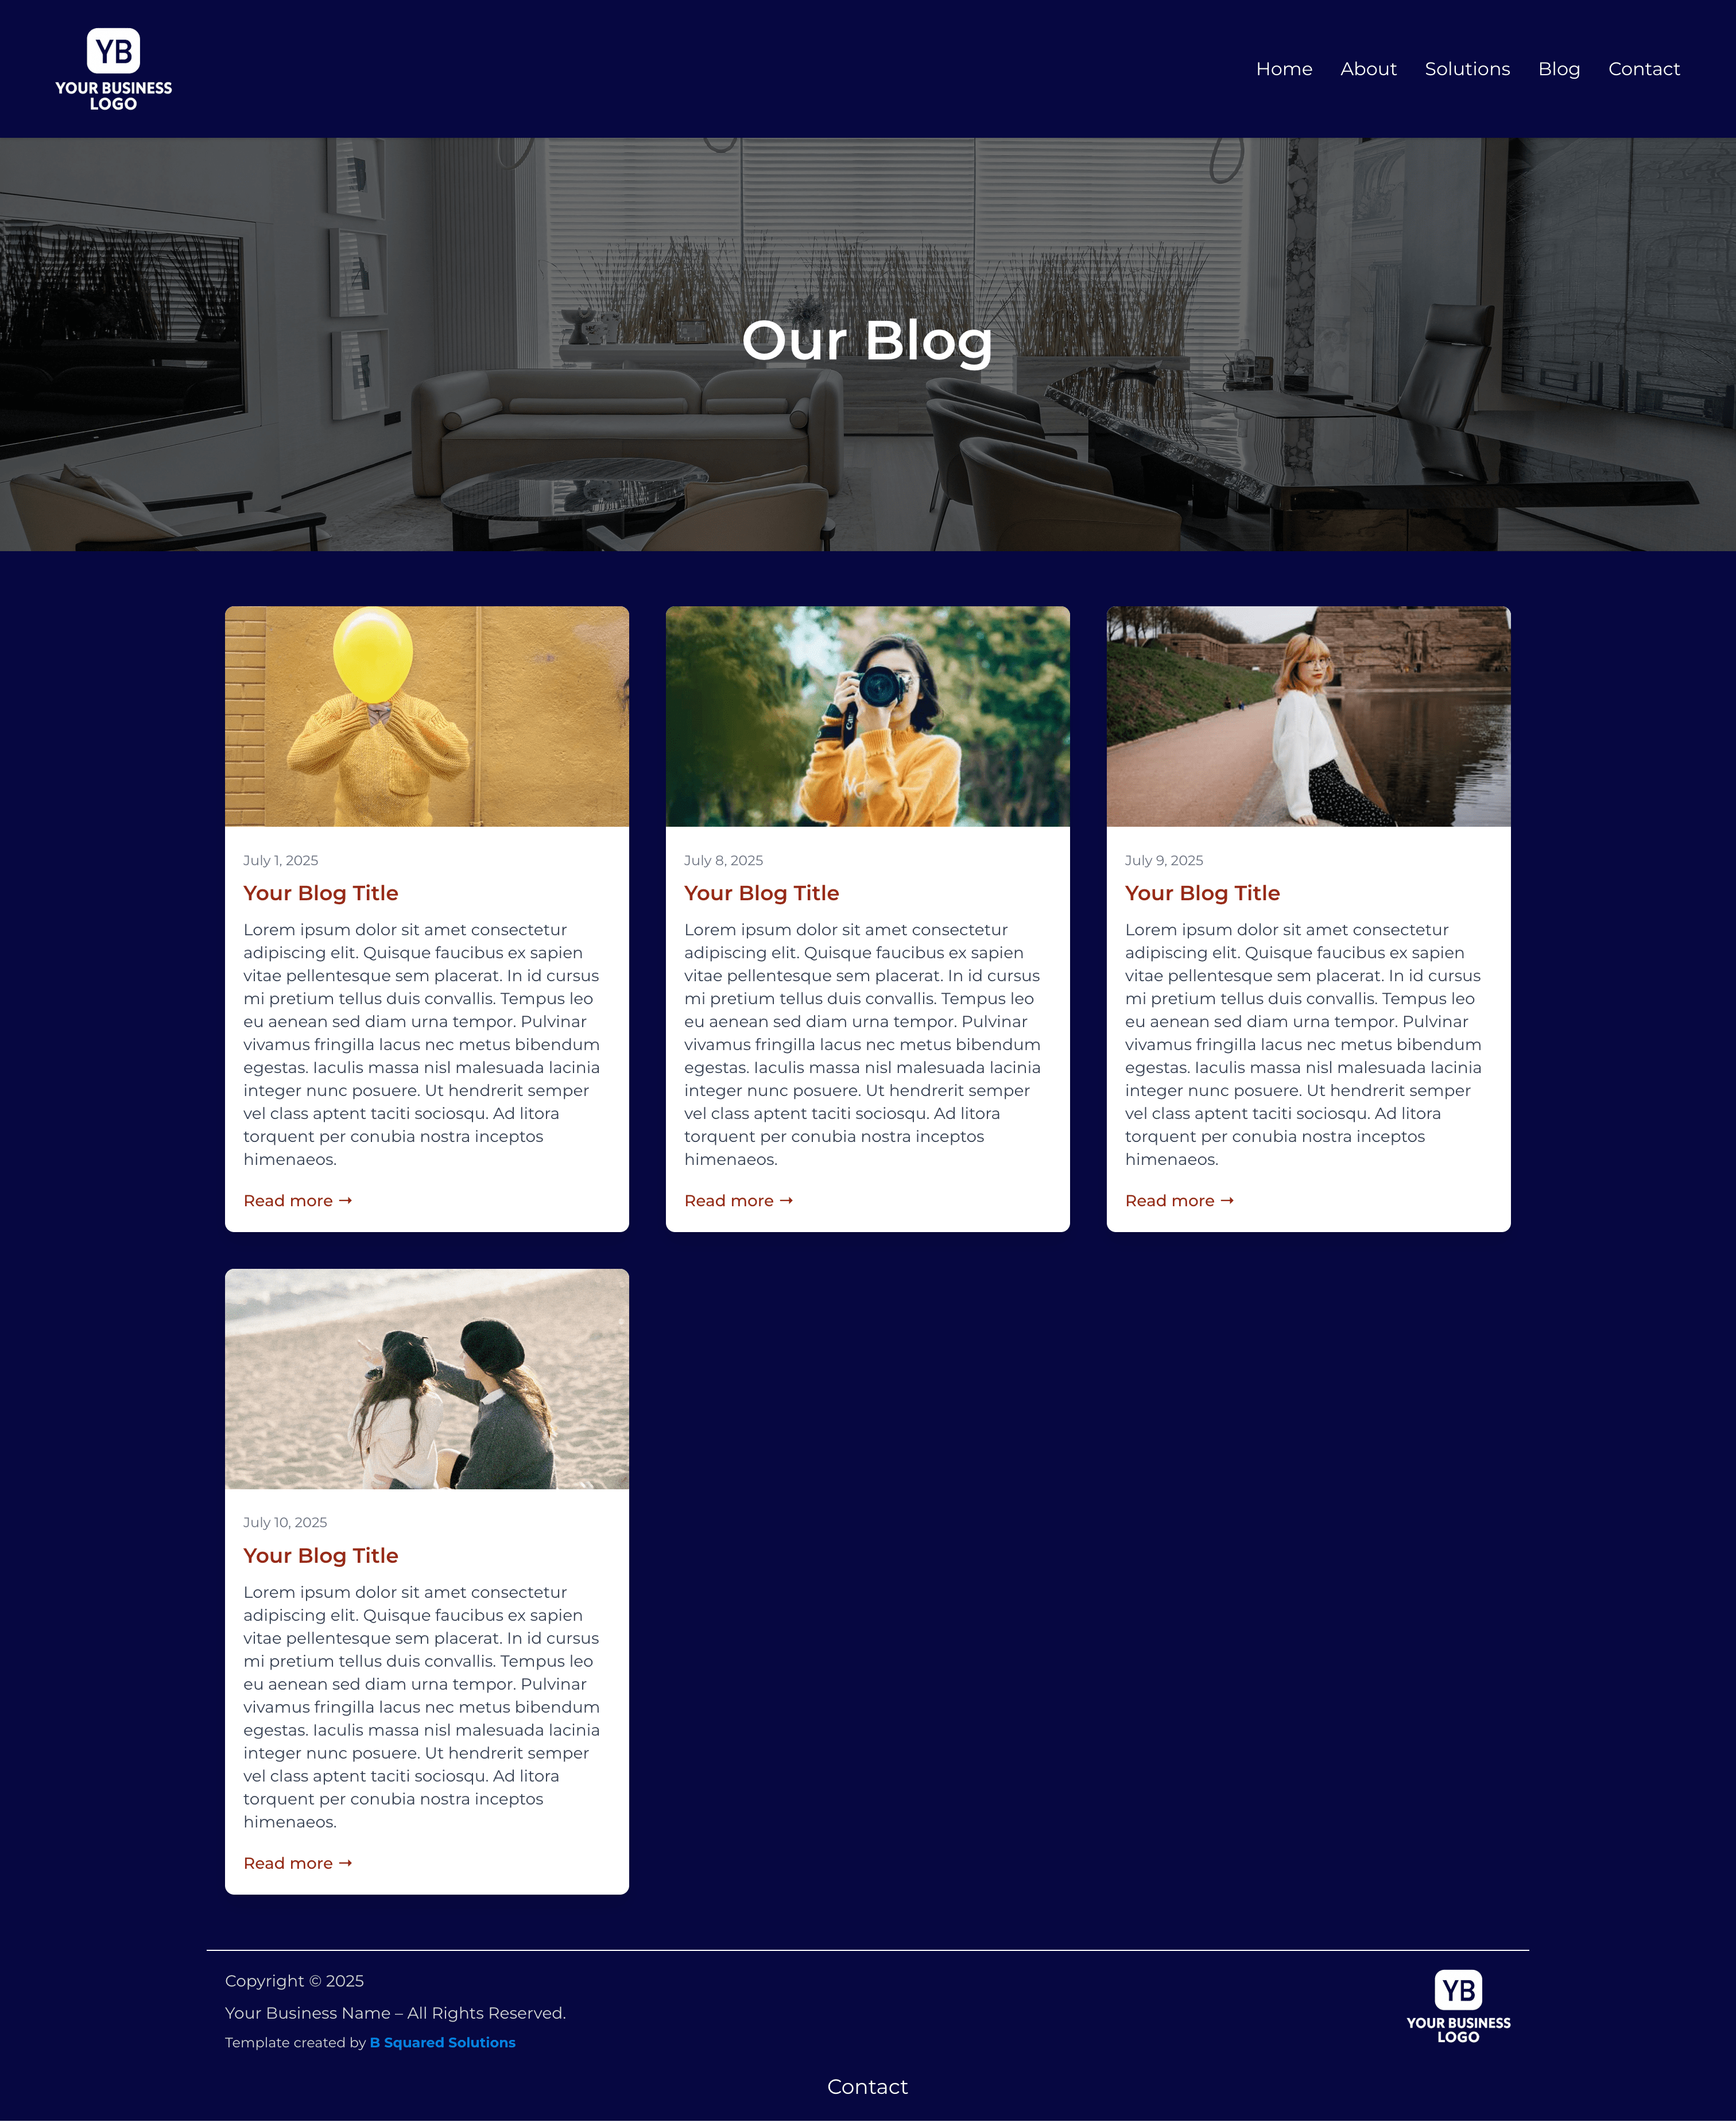 YB
YOUR BUSINESS
LOGO
Home About Solutions Blog Contact
Our Blog
July 1, 2025
Your Blog Title
Lorem ipsum dolor sit amet consectetur
adipiscing elit. Quisque faucibus ex sapien
vitae pellentesque sem placerat. In id cursus
mi pretium tellus duis convallis. Tempus leo
eu aenean sed diam urna tempor. Pulvinar
vivamus fringilla lacus nec metus bibendum
egestas. Iaculis massa nisl malesuada lacinia
integer nunc posuere. Ut hendrerit semper
vel class aptent taciti sociosqu. Ad litora
torquent per conubia nostra inceptos
himenaeos.
Read more →
July 8, 2025
Your Blog Title
Lorem ipsum dolor sit amet consectetur
adipiscing elit. Quisque faucibus ex sapien
vitae pellentesque sem placerat. In id cursus
mi pretium tellus duis convallis. Tempus leo
eu aenean sed diam urna tempor. Pulvinar
vivamus fringilla lacus nec metus bibendum
egestas. Iaculis massa nisl malesuada lacinia
integer nunc posuere. Ut hendrerit semper
vel class aptent taciti sociosqu. Ad litora
torquent per conubia nostra inceptos
himenaeos.
Read more →
July 9, 2025
Your Blog Title
Lorem ipsum dolor sit amet consectetur
adipiscing elit. Quisque faucibus ex sapien
vitae pellentesque sem placerat. In id cursus
mi pretium tellus duis convallis. Tempus leo
eu aenean sed diam urna tempor. Pulvinar
vivamus fringilla lacus nec metus bibendum
egestas. Iaculis massa nisl malesuada lacinia
integer nunc posuere. Ut hendrerit semper
vel class aptent taciti sociosqu. Ad litora
torquent per conubia nostra inceptos
himenaeos.
Read more →
July 10, 2025
Your Blog Title
Lorem ipsum dolor sit amet consectetur
adipiscing elit. Quisque faucibus ex sapien
vitae pellentesque sem placerat. In id cursus
mi pretium tellus duis convallis. Tempus leo
eu aenean sed diam urna tempor. Pulvinar
vivamus fringilla lacus nec metus bibendum
egestas. Iaculis massa nisl malesuada lacinia
integer nunc posuere. Ut hendrerit semper
vel class aptent taciti sociosqu. Ad litora
torquent per conubia nostra inceptos
himenaeos.
Read more →
Copyright © 2025
Your Business Name – All Rights Reserved.
Template created by B Squared Solutions
YB
YOUR BUSINESS
LOGO
Contact